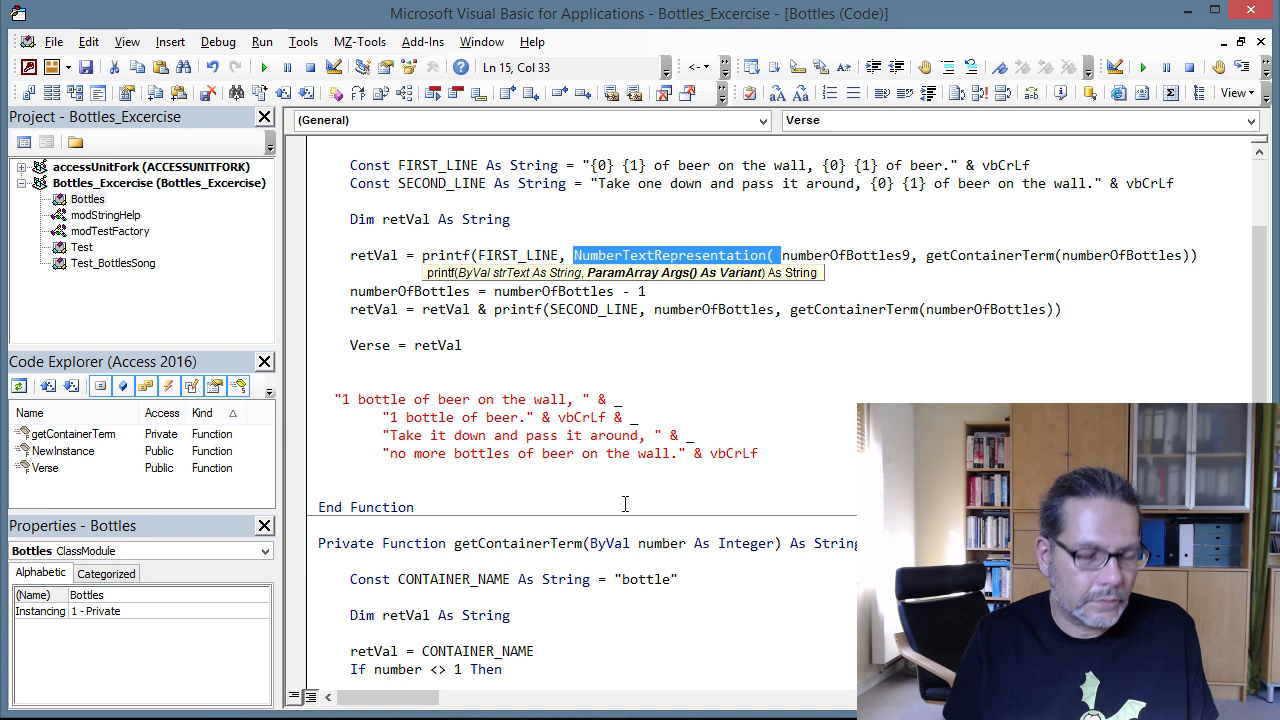 Microsoft Visual Basic for Applications - Bottles_Excercise - [Bottles (Code)]
File Edit View Insert Format Debug Run Tools MZ-Tools Add-Ins Window Help
Ln 15, Col 33
View
Project - Bottles_Excercise
accessUnitFork (ACCESSUNITFORK)
Bottles_Excercise (Bottles_Excercise)
Bottles
modStringHelp
modTestFactory
Test
Test_BottlesSong
Code Explorer (Access 2016)
Name Access Kind
getContainerTerm Private Function
NewInstance Public Function
Verse Public Function
Properties - Bottles
Bottles ClassModule
Alphabetic Categorized
(Name) Bottles
Instancing 1 - Private
(General) Verse
Const FIRST_LINE As String = "{0} {1} of beer on the wall, {0} {1} of beer." & vbCrLf
Const SECOND_LINE As String = "Take one down and pass it around, {0} {1} of beer on the wall." & vbCrLf
Dim retVal As String
retVal = printf(FIRST_LINE, NumberTextRepresentation( numberOfBottles9, getContainerTerm(numberOfBottles))
printf(ByVal strText As String, ParamArray Args() As Variant) As String
numberOfBottles = numberOfBottles - 1
retVal = retVal & printf(SECOND_LINE, numberOfBottles, getContainerTerm(numberOfBottles))
Verse = retVal
"1 bottle of beer on the wall, " & _
"1 bottle of beer." & vbCrLf & _
"Take it down and pass it around, " & _
"no more bottles of beer on the wall." & vbCrLf
End Function
Private Function getContainerTerm(ByVal number As Integer) As String
Const CONTAINER_NAME As String = "bottle"
Dim retVal As String
retVal = CONTAINER_NAME
If number <> 1 Then